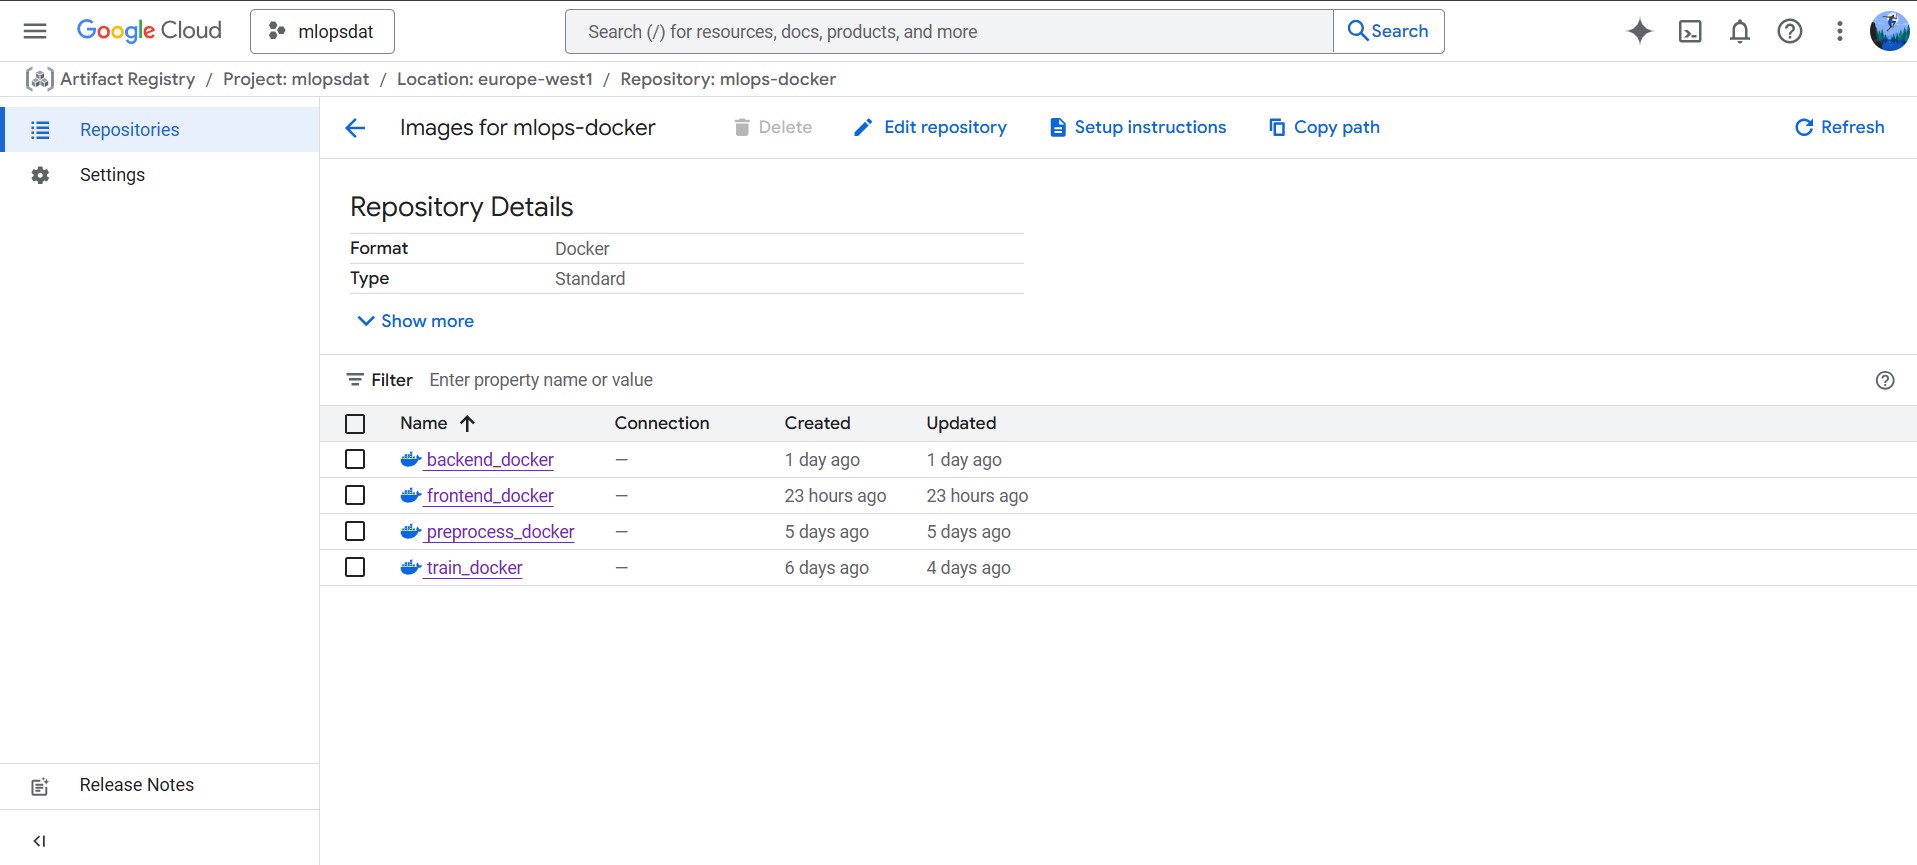 Google Cloud mlopsdat Search (/) for resources, docs, products, and more Search
Artifact Registry / Project: mlopsdat / Location: europe-west1 / Repository: mlops-docker
Repositories
Settings
Release Notes
Images for mlops-docker Delete Edit repository Setup instructions Copy path Refresh
Repository Details
Format Docker
Type Standard
Show more
Filter Enter property name or value
Name Connection Created Updated
backend_docker — 1 day ago 1 day ago
frontend_docker — 23 hours ago 23 hours ago
preprocess_docker — 5 days ago 5 days ago
train_docker — 6 days ago 4 days ago